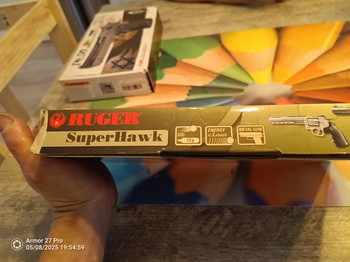 RUGER
SuperHawk
ENERGY
METAL GUN
Armor 27 Pro
05/08/2025 19:54:59